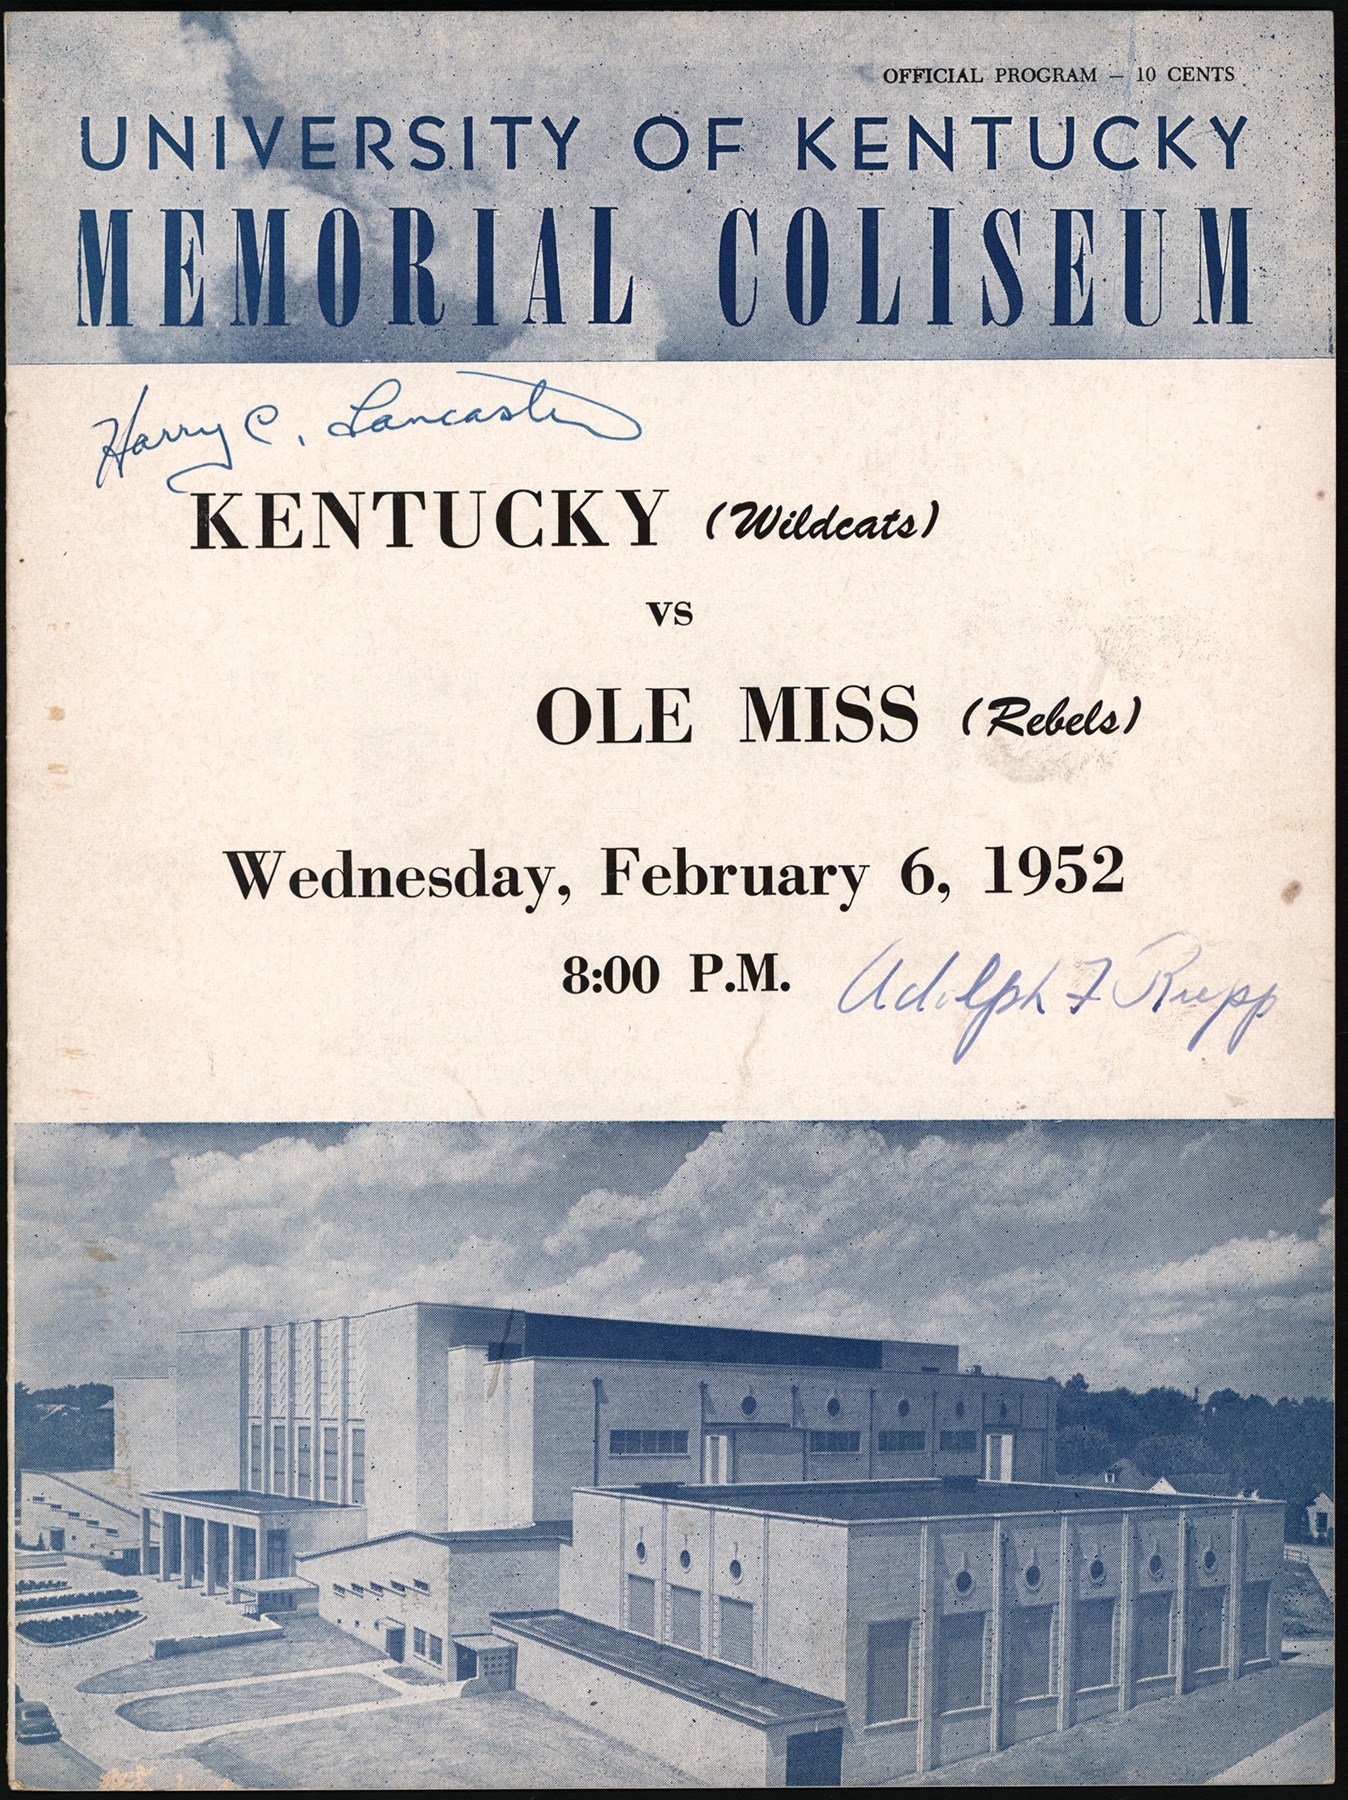 OFFICIAL PROGRAM — 10 CENTS
UNIVERSITY OF KENTUCKY
MEMORIAL COLISEUM
Harry C. Lancaster
KENTUCKY (Wildcats)
vs
OLE MISS (Rebels)
Wednesday, February 6, 1952
8:00 P.M.
Adolph F Rupp